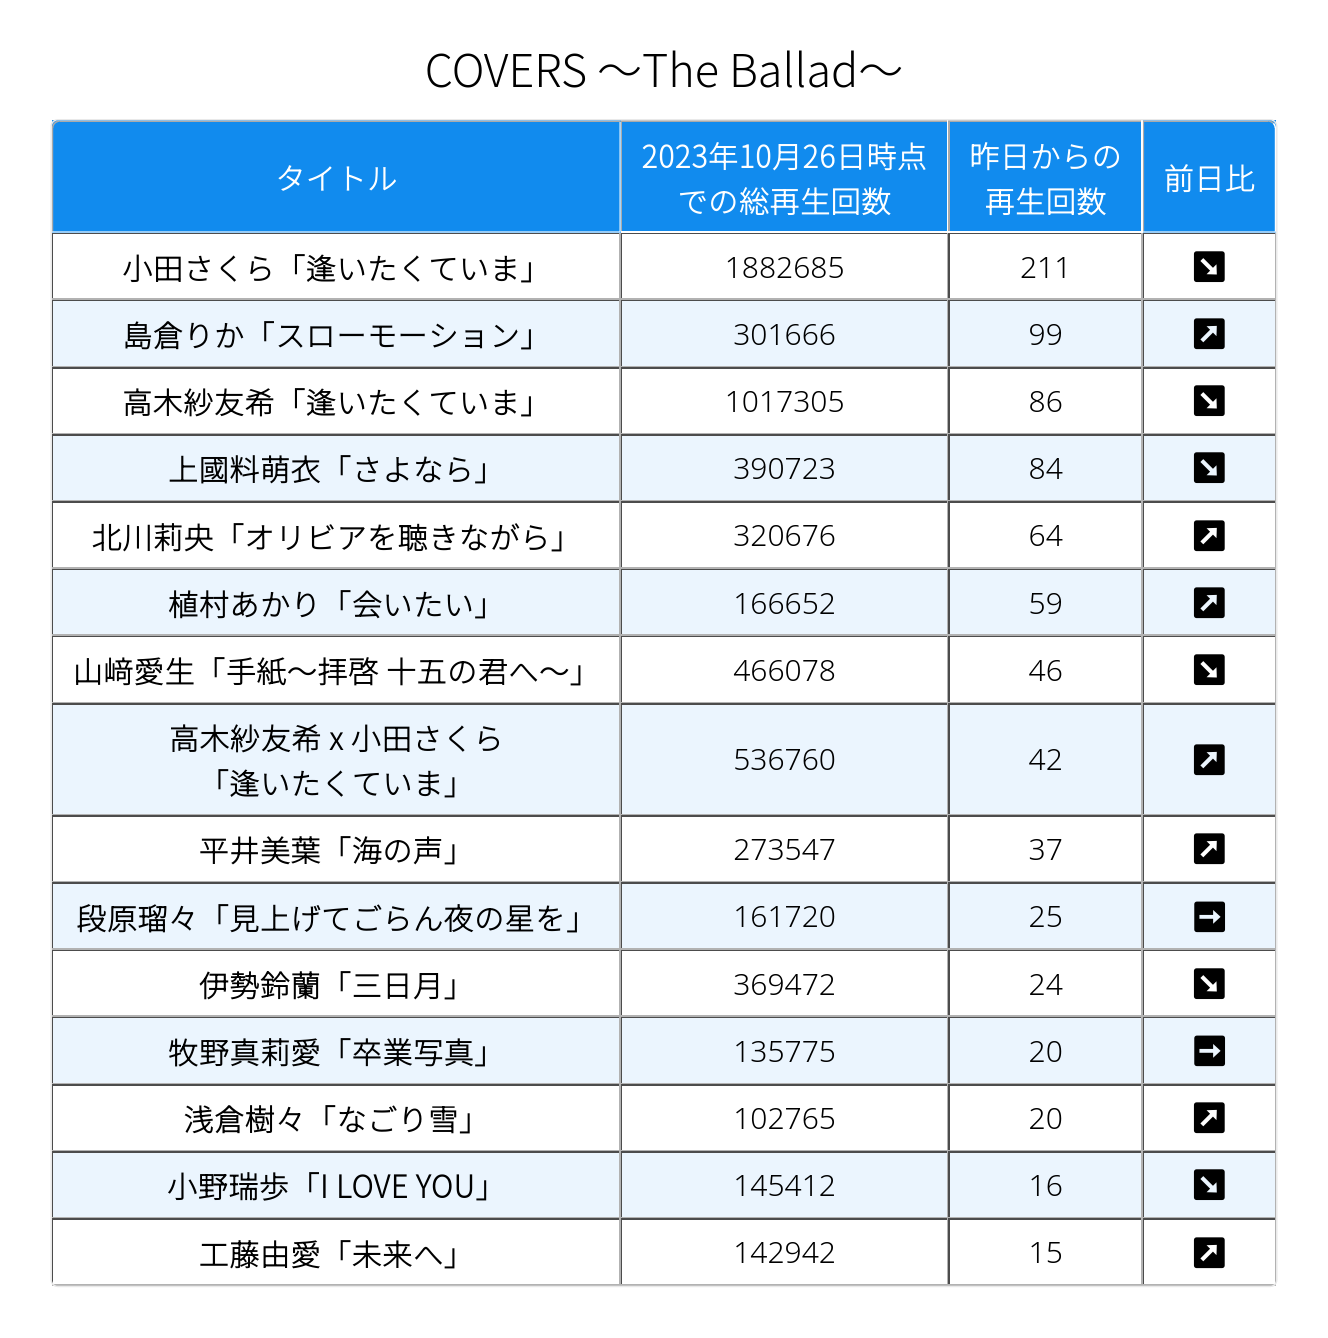 COVERS ～The Ballad～
タイトル
2023年10月26日時点
での総再生回数
昨日からの
再生回数
前日比
小田さくら「逢いたくていま」 1882685 211 ↘
島倉りか「スローモーション」 301666 99 ↗
高木紗友希「逢いたくていま」 1017305 86 ↘
上國料萌衣「さよなら」 390723 84 ↘
北川莉央「オリビアを聴きながら」 320676 64 ↗
植村あかり「会いたい」 166652 59 ↗
山﨑愛生「手紙～拝啓 十五の君へ～」 466078 46 ↘
高木紗友希 x 小田さくら
「逢いたくていま」 536760 42 ↗
平井美葉「海の声」 273547 37 ↗
段原瑠々「見上げてごらん夜の星を」 161720 25 →
伊勢鈴蘭「三日月」 369472 24 ↘
牧野真莉愛「卒業写真」 135775 20 →
浅倉樹々「なごり雪」 102765 20 ↗
小野瑞歩「I LOVE YOU」 145412 16 ↘
工藤由愛「未来へ」 142942 15 ↗